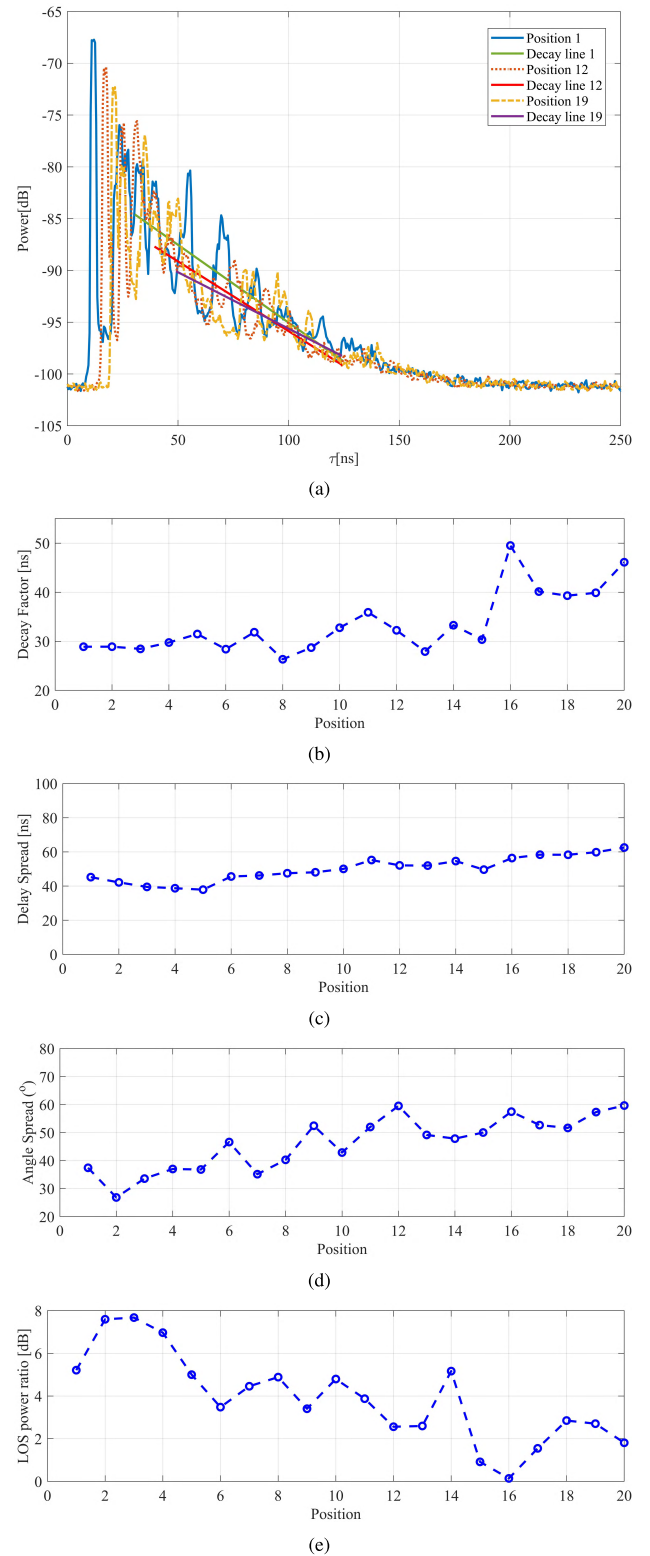 -65
-70
-75
-80
-85
-90
-95
-100
-105
Power[dB]
Position 1
Decay line 1
Position 12
Decay line 12
Position 19
Decay line 19
0 50 100 150 200 250
τ[ns]
(a)
50
40
30
20
Decay Factor [ns]
0 2 4 6 8 10 12 14 16 18 20
Position
(b)
100
80
60
40
20
0
Delay Spread [ns]
0 2 4 6 8 10 12 14 16 18 20
Position
(c)
80
70
60
50
40
30
20
Angle Spread (°)
0 2 4 6 8 10 12 14 16 18 20
Position
(d)
8
6
4
2
0
LOS power ratio [dB]
0 2 4 6 8 10 12 14 16 18 20
Position
(e)